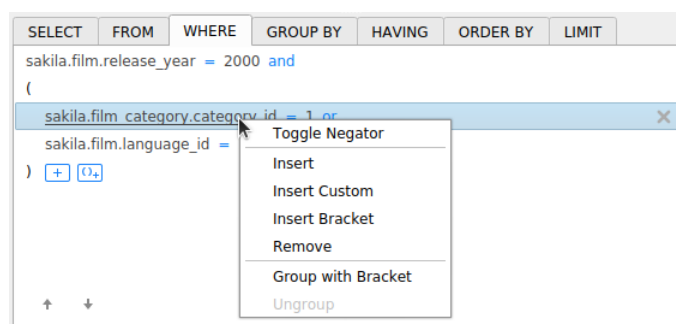 SELECT FROM WHERE GROUP BY HAVING ORDER BY LIMIT
sakila.film.release_year = 2000 and
(
sakila.film_category.category_id = 1 or
sakila.film.language_id =
) + ()+
Toggle Negator
Insert
Insert Custom
Insert Bracket
Remove
Group with Bracket
Ungroup